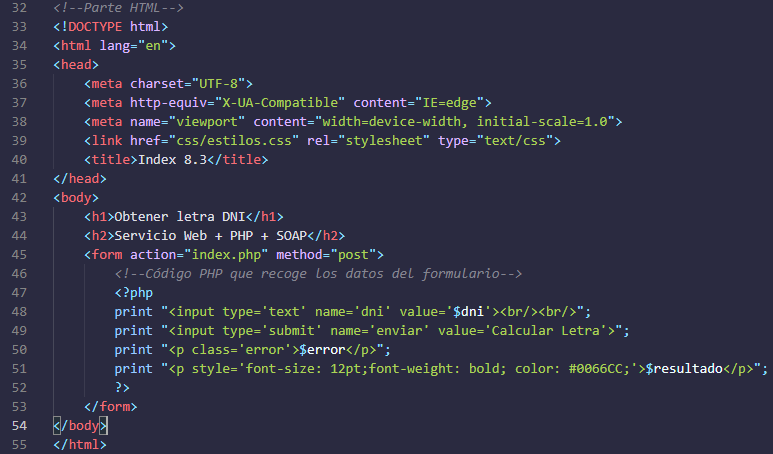 32 <!--Parte HTML-->
33 <!DOCTYPE html>
34 <html lang="en">
35 <head>
36     <meta charset="UTF-8">
37     <meta http-equiv="X-UA-Compatible" content="IE=edge">
38     <meta name="viewport" content="width=device-width, initial-scale=1.0">
39     <link href="css/estilos.css" rel="stylesheet" type="text/css">
40     <title>Index 8.3</title>
41 </head>
42 <body>
43     <h1>Obtener letra DNI</h1>
44     <h2>Servicio Web + PHP + SOAP</h2>
45     <form action="index.php" method="post">
46         <!--Código PHP que recoge los datos del formulario-->
47         <?php
48         print "<input type='text' name='dni' value='$dni'><br/><br/>";
49         print "<input type='submit' name='enviar' value='Calcular Letra'>";
50         print "<p class='error'>$error</p>";
51         print "<p style='font-size: 12pt;font-weight: bold; color: #0066CC;'>$resultado</p>";
52         ?>
53     </form>
54 </body>
55 </html>